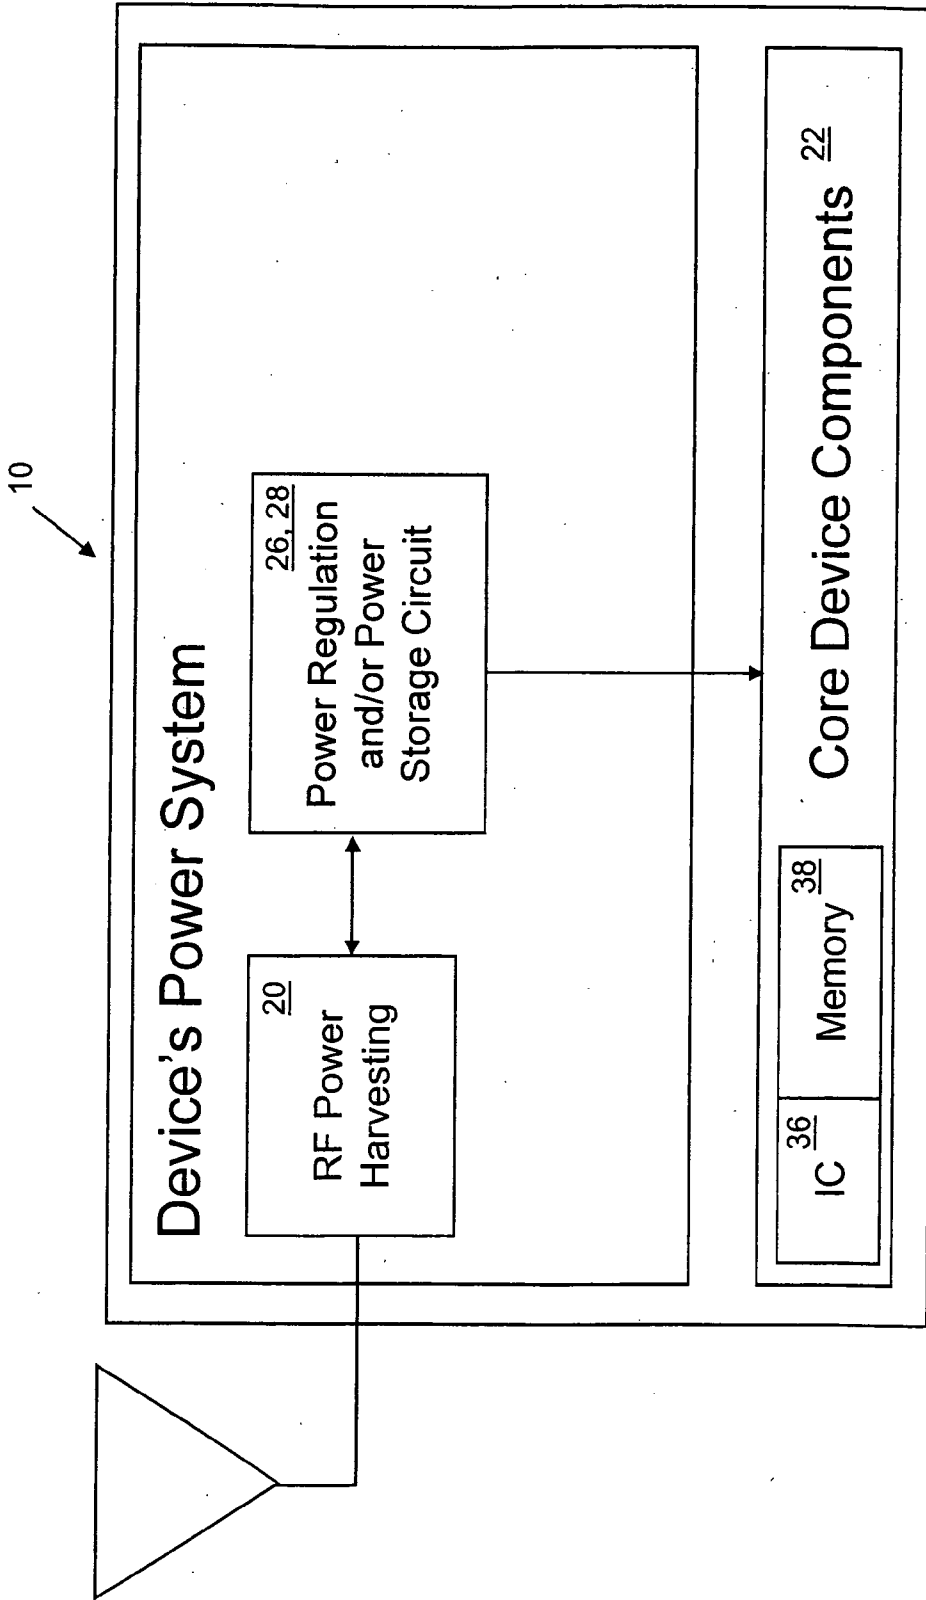 10
Device's Power System
20
RF Power
Harvesting
26, 28
Power Regulation
and/or Power
Storage Circuit
IC 36
Memory 38
Core Device Components 22